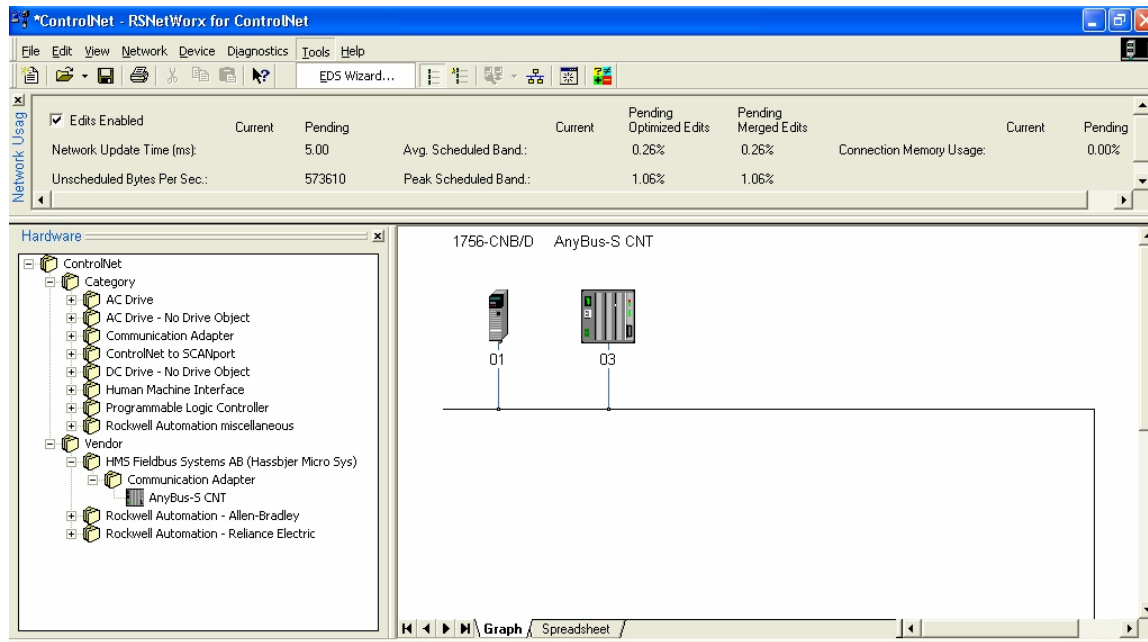 *ControlNet - RSNetWorx for ControlNet
File Edit View Network Device Diagnostics Tools Help
EDS Wizard...
Network Usag
Edits Enabled Current Pending Current Pending Optimized Edits Pending Merged Edits Current Pending
Network Update Time (ms): 5.00 Avg. Scheduled Band.: 0.26% 0.26% Connection Memory Usage: 0.00%
Unscheduled Bytes Per Sec.: 573610 Peak Scheduled Band.: 1.06% 1.06%
Hardware
ControlNet
Category
AC Drive
AC Drive - No Drive Object
Communication Adapter
ControlNet to SCANport
DC Drive - No Drive Object
Human Machine Interface
Programmable Logic Controller
Rockwell Automation miscellaneous
Vendor
HMS Fieldbus Systems AB (Hassbjer Micro Sys)
Communication Adapter
AnyBus-S CNT
Rockwell Automation - Allen-Bradley
Rockwell Automation - Reliance Electric
1756-CNB/D AnyBus-S CNT
01 03
Graph Spreadsheet